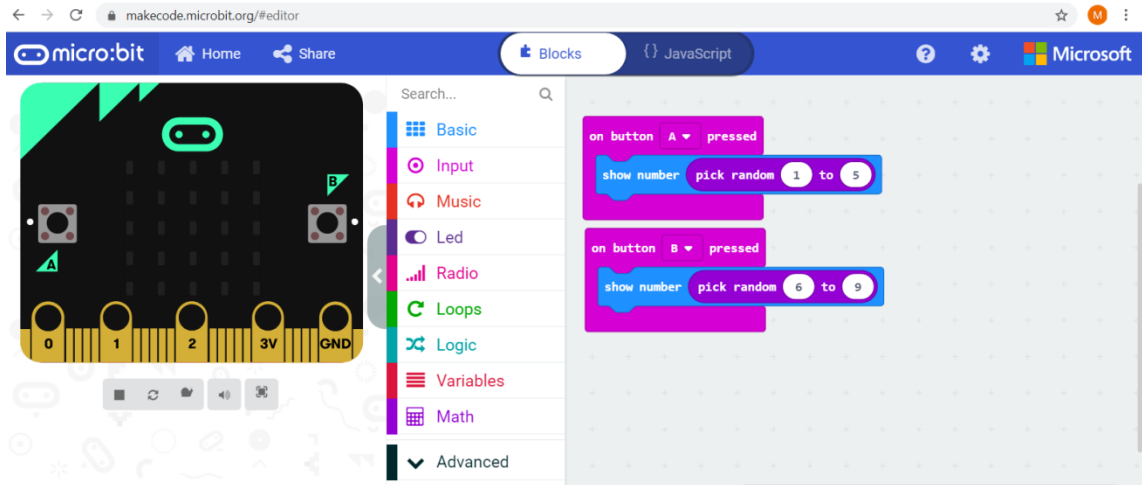 makecode.microbit.org/#editor
M
micro:bit Home Share Blocks {} JavaScript ? Microsoft
Search...
Basic
Input
Music
Led
Radio
Loops
Logic
Variables
Math
Advanced
B
A
0 1 2 3V GND
on button A pressed
show number pick random 1 to 5
on button B pressed
show number pick random 6 to 9